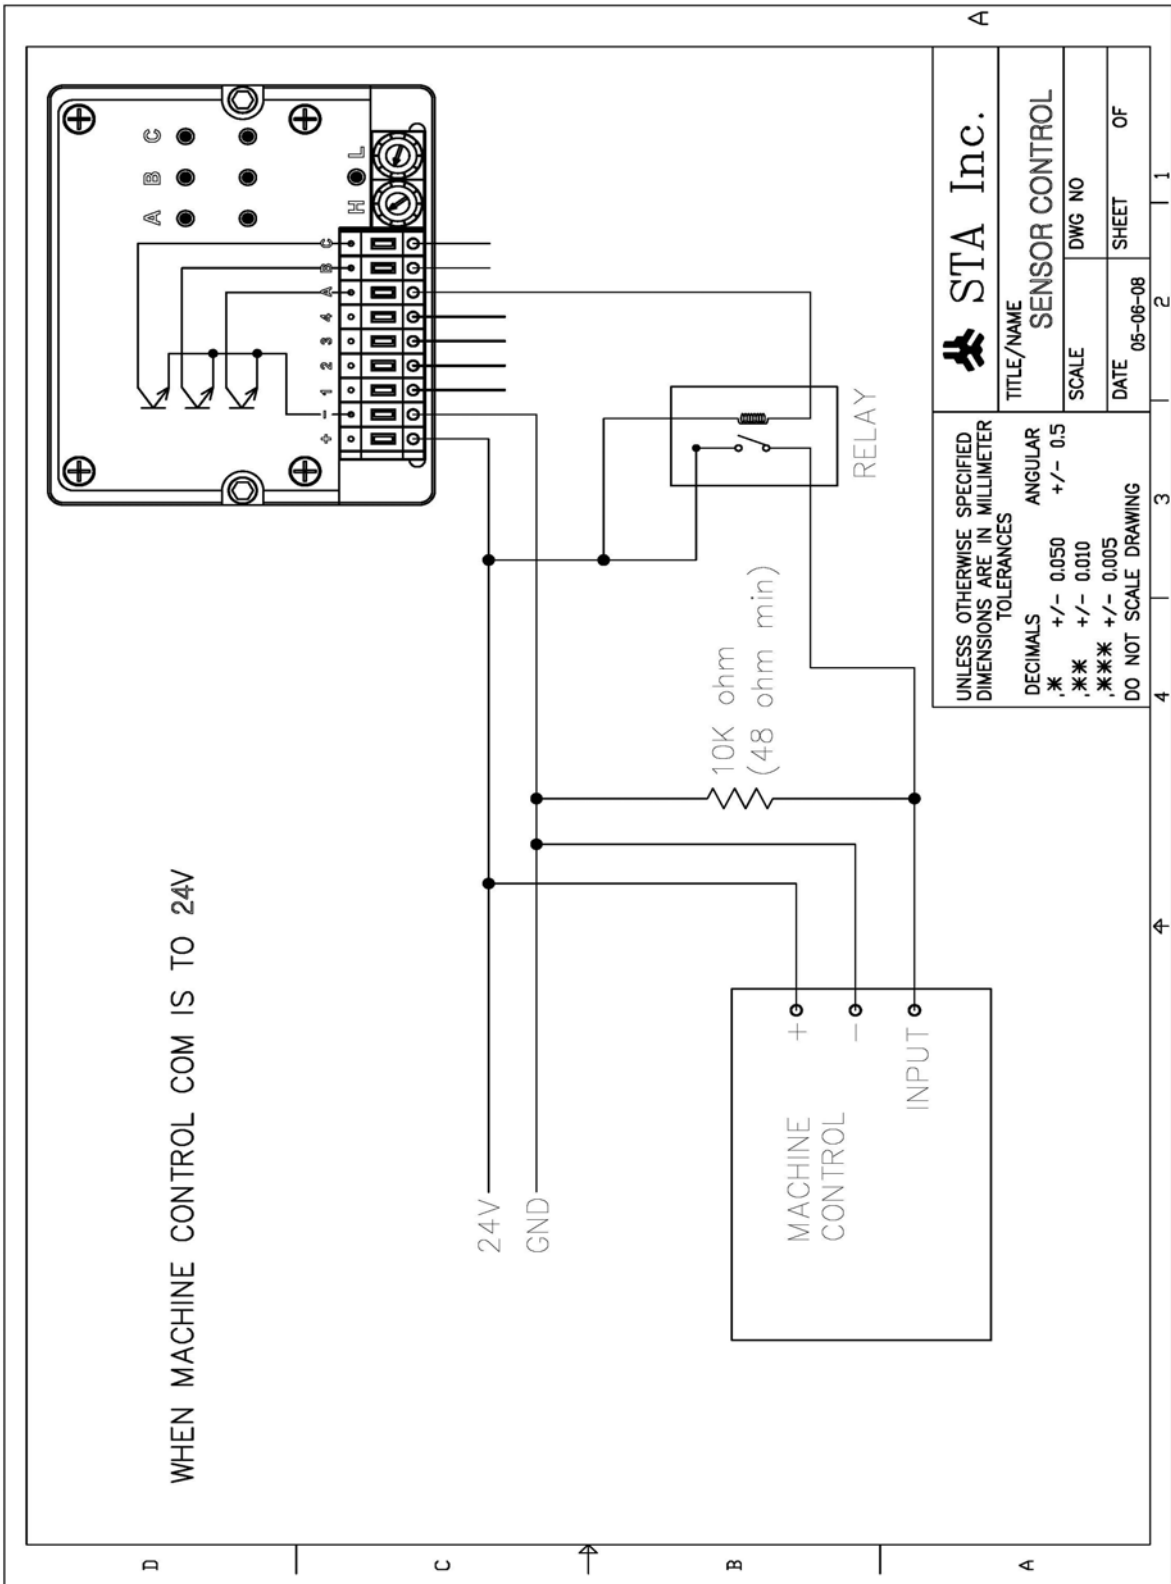 WHEN MACHINE CONTROL COM IS TO 24V
A B C
+ - 1 2 3 4 A B C
H L
24V
GND
10K ohm
(48 ohm min)
RELAY
MACHINE
CONTROL
+
-
INPUT
UNLESS OTHERWISE SPECIFIED
DIMENSIONS ARE IN MILLIMETER
TOLERANCES
DECIMALS ANGULAR
.* +/- 0.050 +/- 0.5
.** +/- 0.010
.*** +/- 0.005
DO NOT SCALE DRAWING
STA Inc.
TITLE/NAME
SENSOR CONTROL
SCALE DWG NO
DATE 05-06-08 SHEET OF
D
C
B
A
A
4 3 2 1